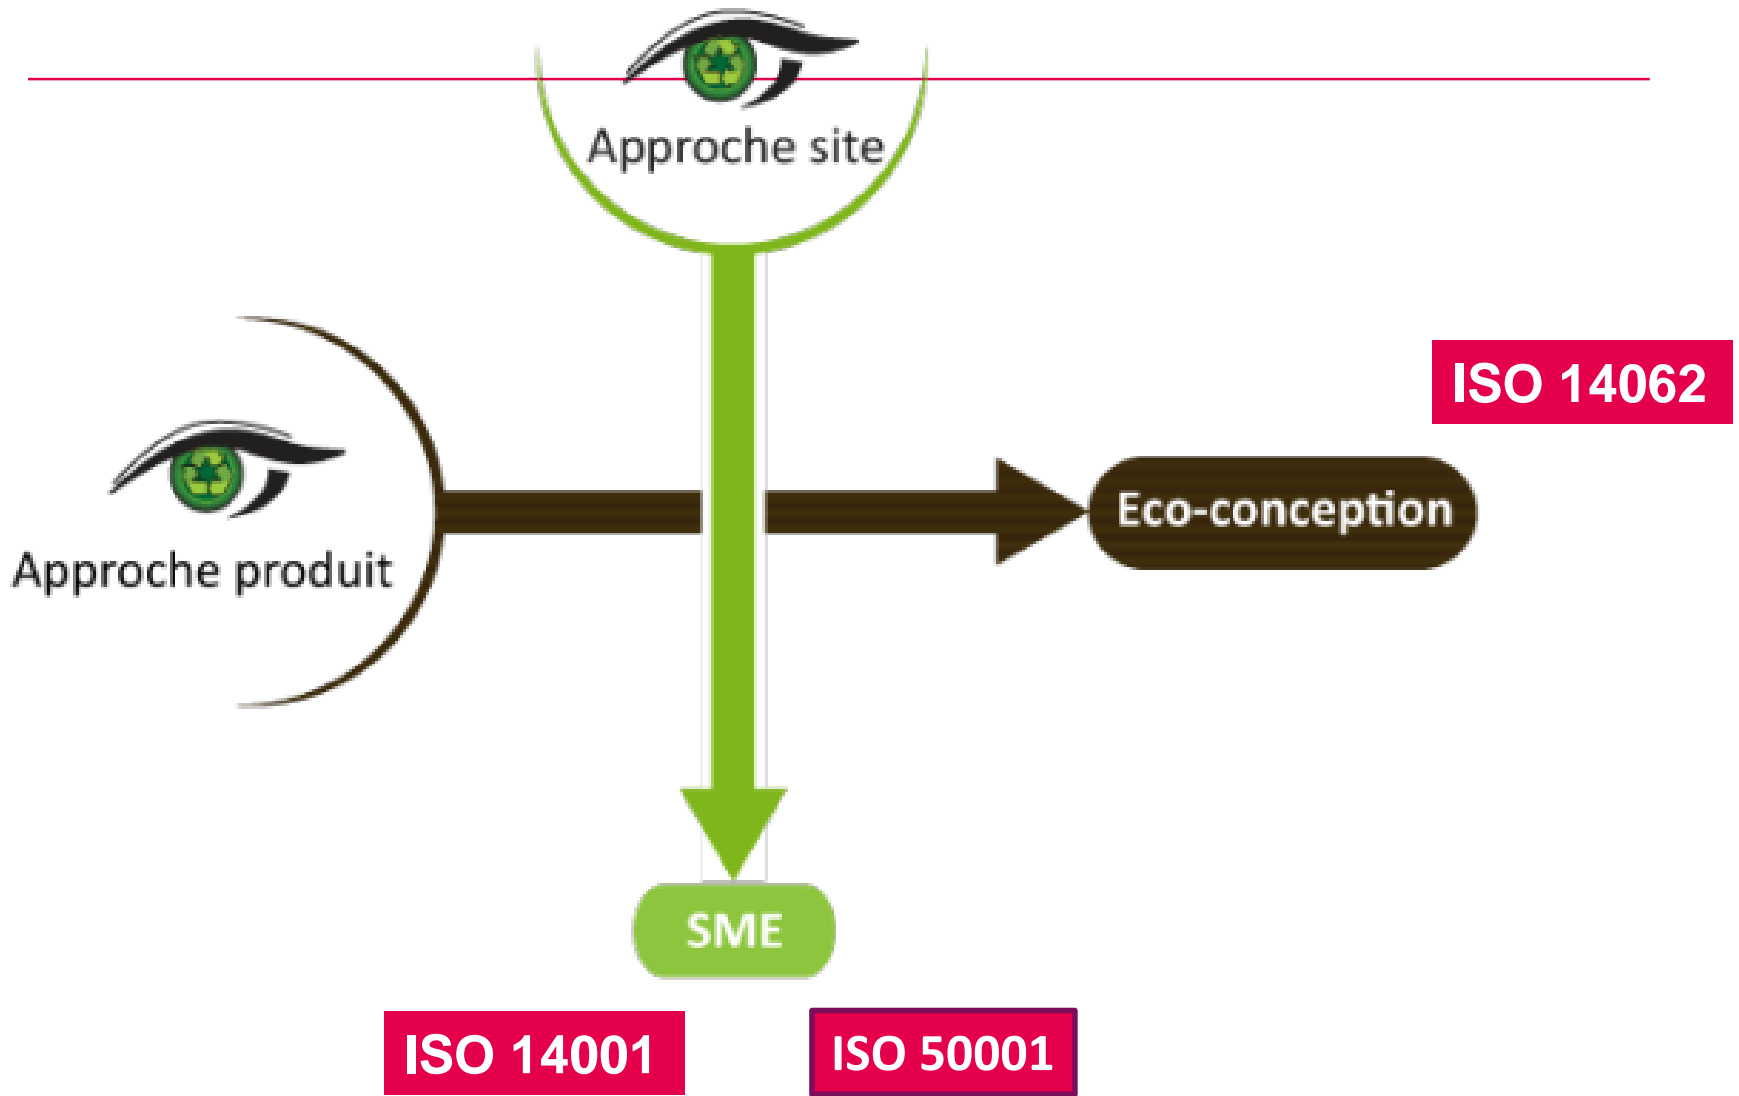 Approche site
ISO 14062
Eco-conception
Approche produit
SME
ISO 14001
ISO 50001